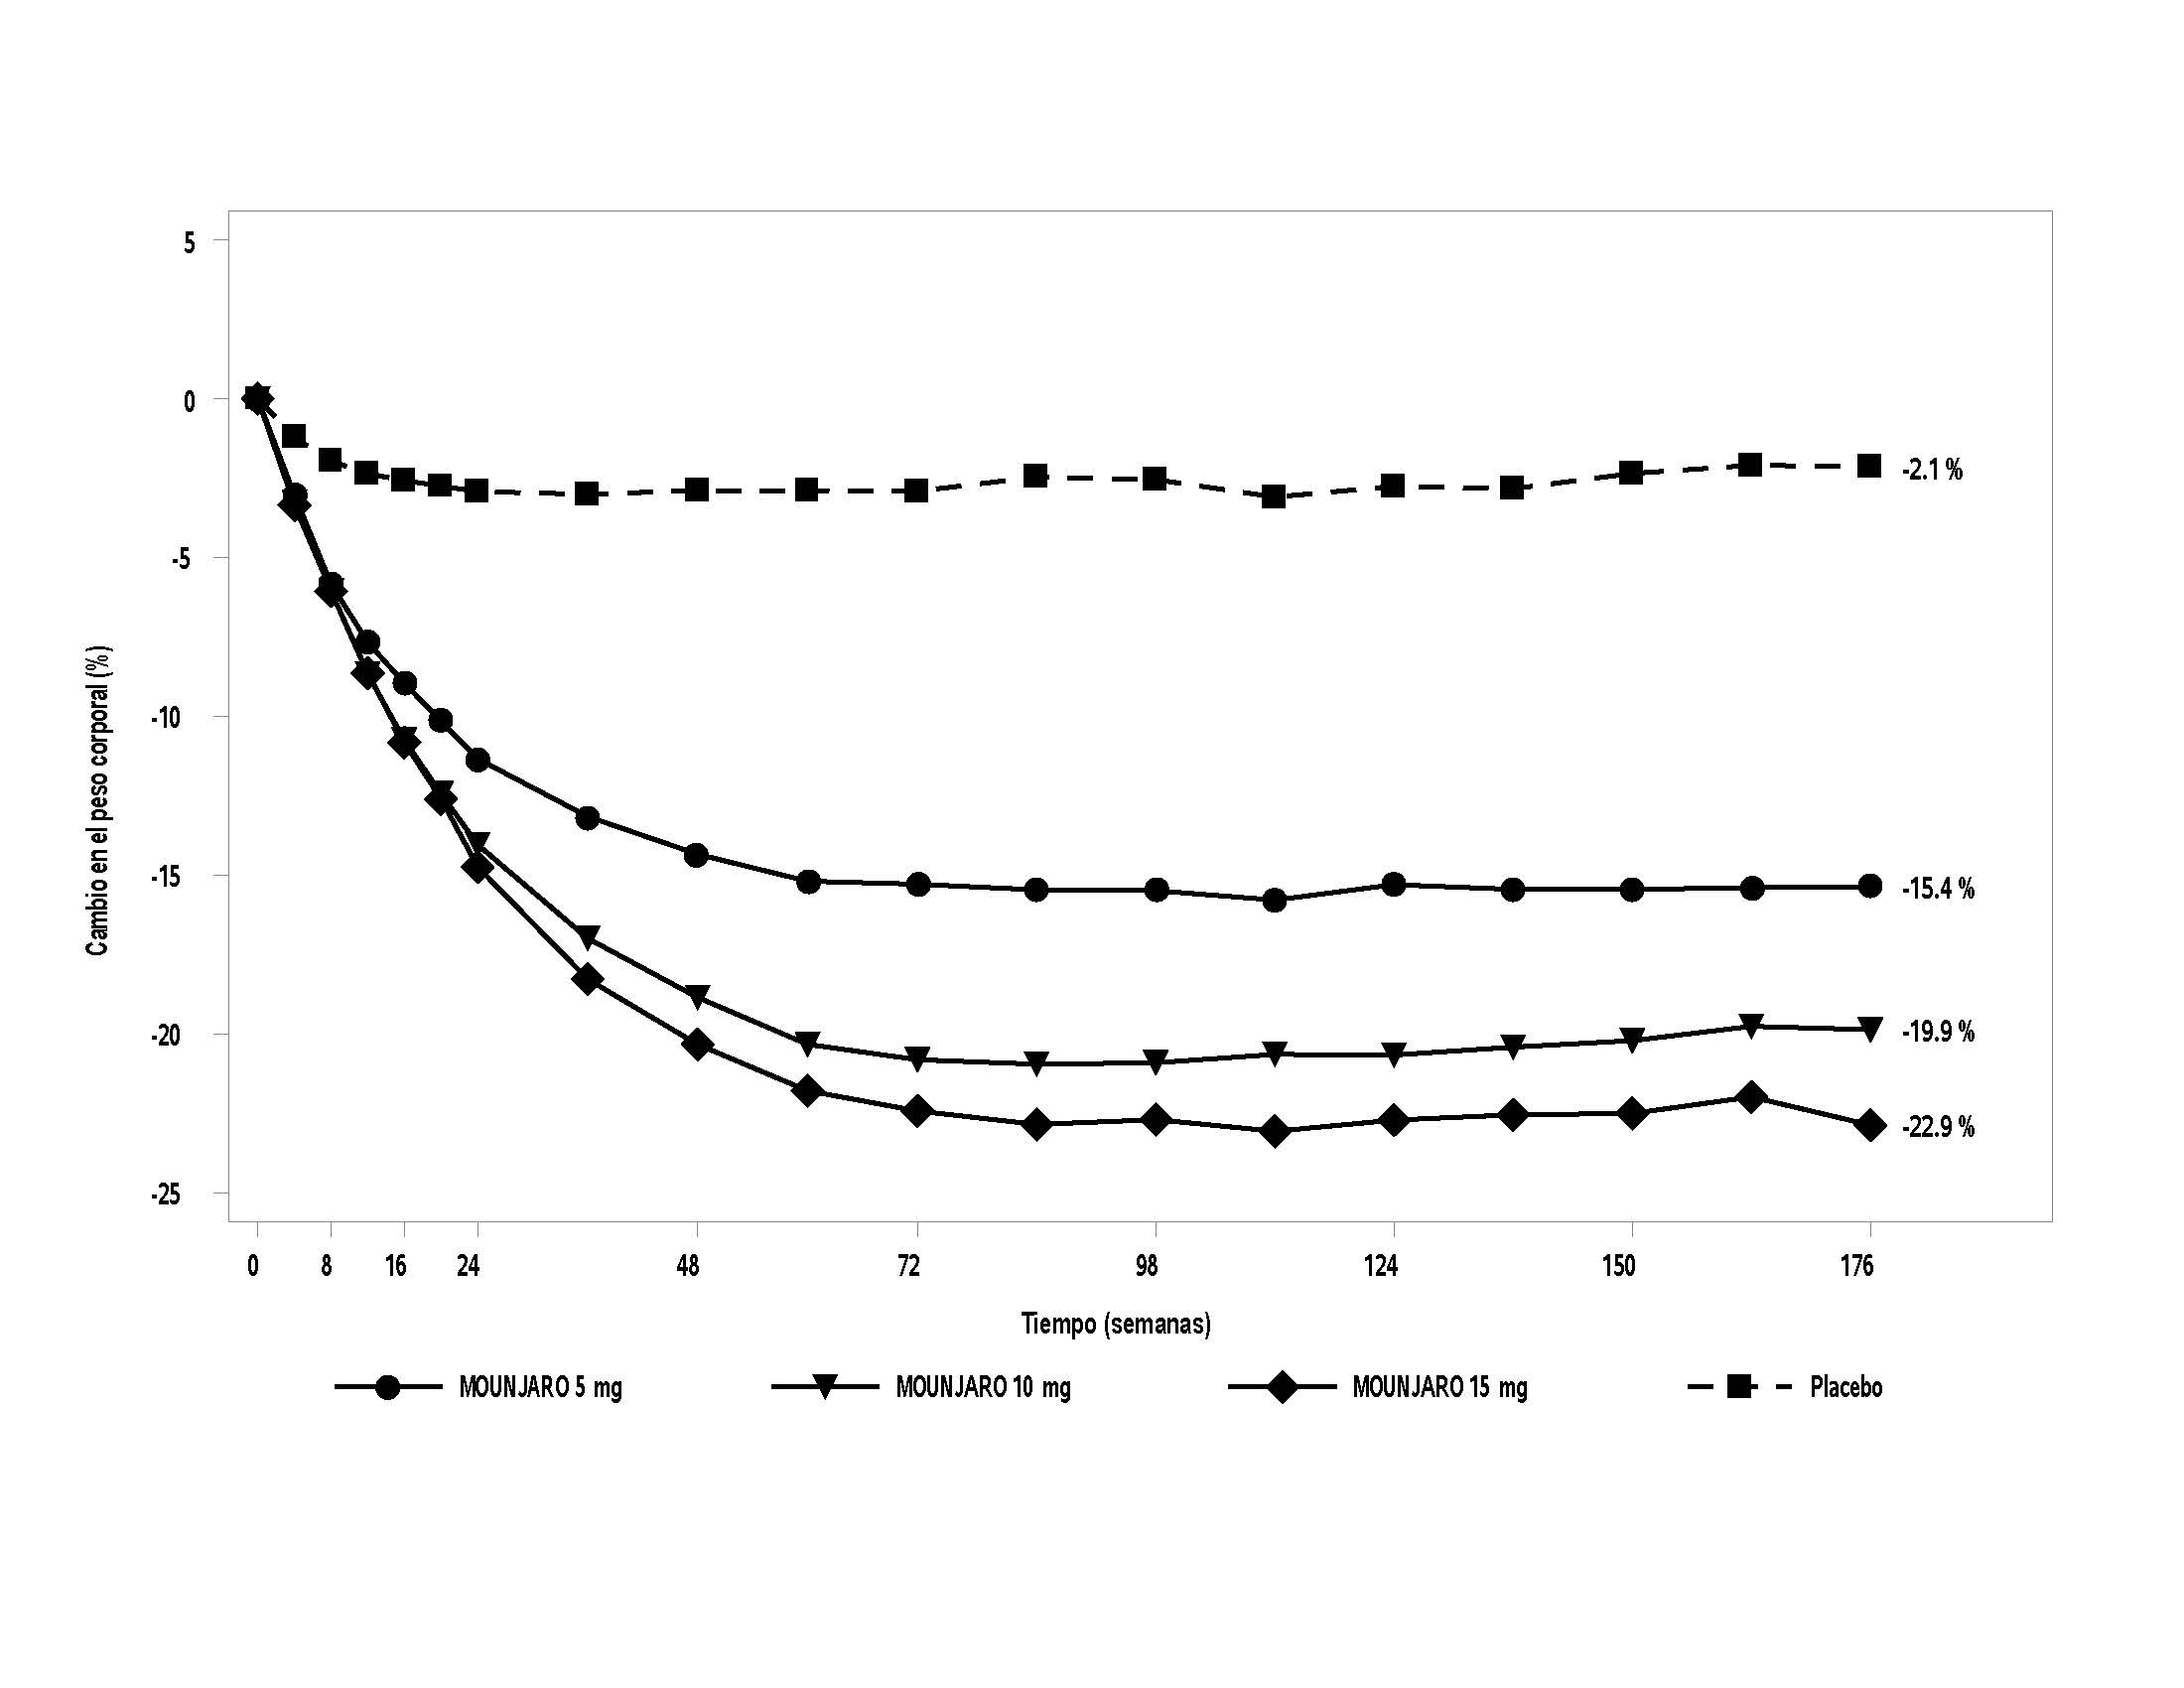 5
0
-5
-10
-15
-20
-25
Cambio en el peso corporal (%)
-2.1 %
-15.4 %
-19.9 %
-22.9 %
0 8 16 24 48 72 98 124 150 176
Tiempo (semanas)
MOUNJARO 5 mg MOUNJARO 10 mg MOUNJARO 15 mg Placebo